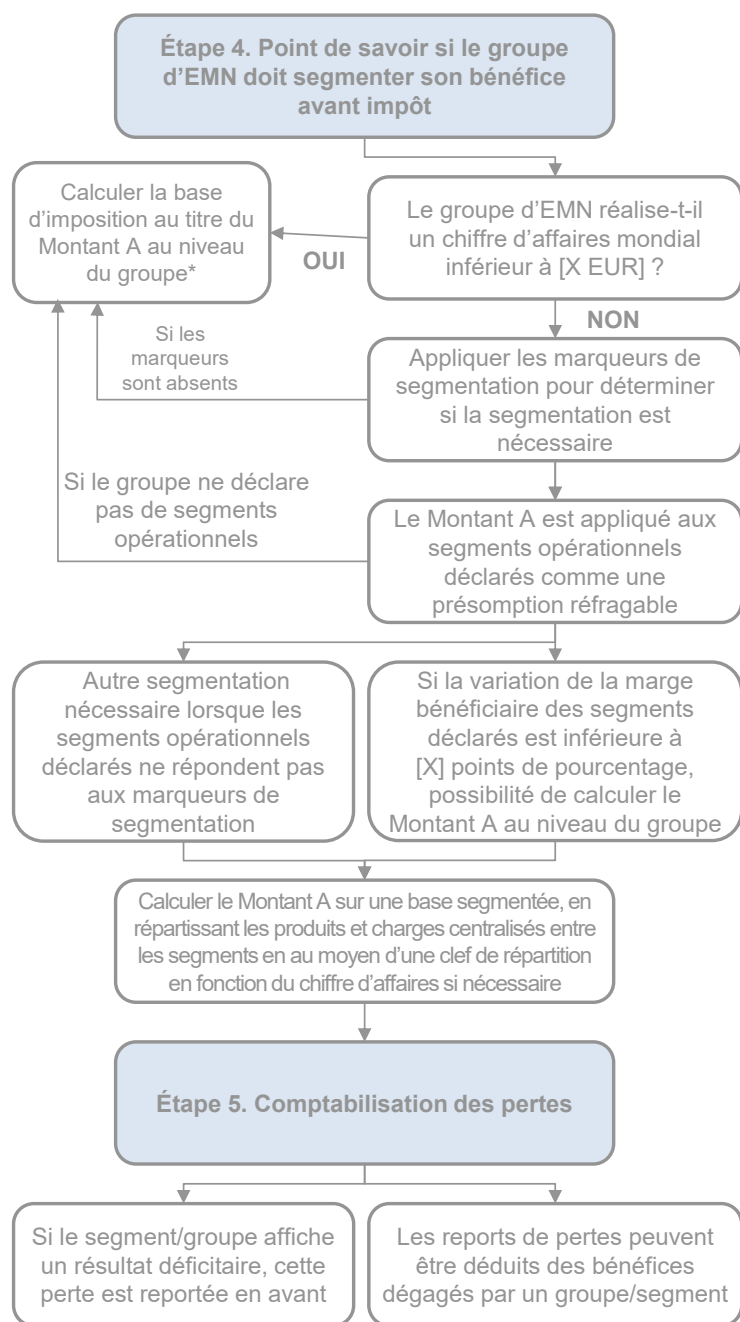 Étape 4. Point de savoir si le groupe
d'EMN doit segmenter son bénéfice
avant impôt
Calculer la base
d'imposition au titre du
Montant A au niveau
du groupe*
OUI
Le groupe d'EMN réalise-t-il
un chiffre d'affaires mondial
inférieur à [X EUR] ?
NON
Si les
marqueurs
sont absents
Appliquer les marqueurs de
segmentation pour déterminer
si la segmentation est
nécessaire
Si le groupe ne déclare
pas de segments
opérationnels
Le Montant A est appliqué aux
segments opérationnels
déclarés comme une
présomption réfragable
Autre segmentation
nécessaire lorsque les
segments opérationnels
déclarés ne répondent pas
aux marqueurs de
segmentation
Si la variation de la marge
bénéficiaire des segments
déclarés est inférieure à
[X] points de pourcentage,
possibilité de calculer le
Montant A au niveau du groupe
Calculer le Montant A sur une base segmentée, en
répartissant les produits et charges centralisés entre
les segments en au moyen d'une clef de répartition
en fonction du chiffre d'affaires si nécessaire
Étape 5. Comptabilisation des pertes
Si le segment/groupe affiche
un résultat déficitaire, cette
perte est reportée en avant
Les reports de pertes peuvent
être déduits des bénéfices
dégagés par un groupe/segment